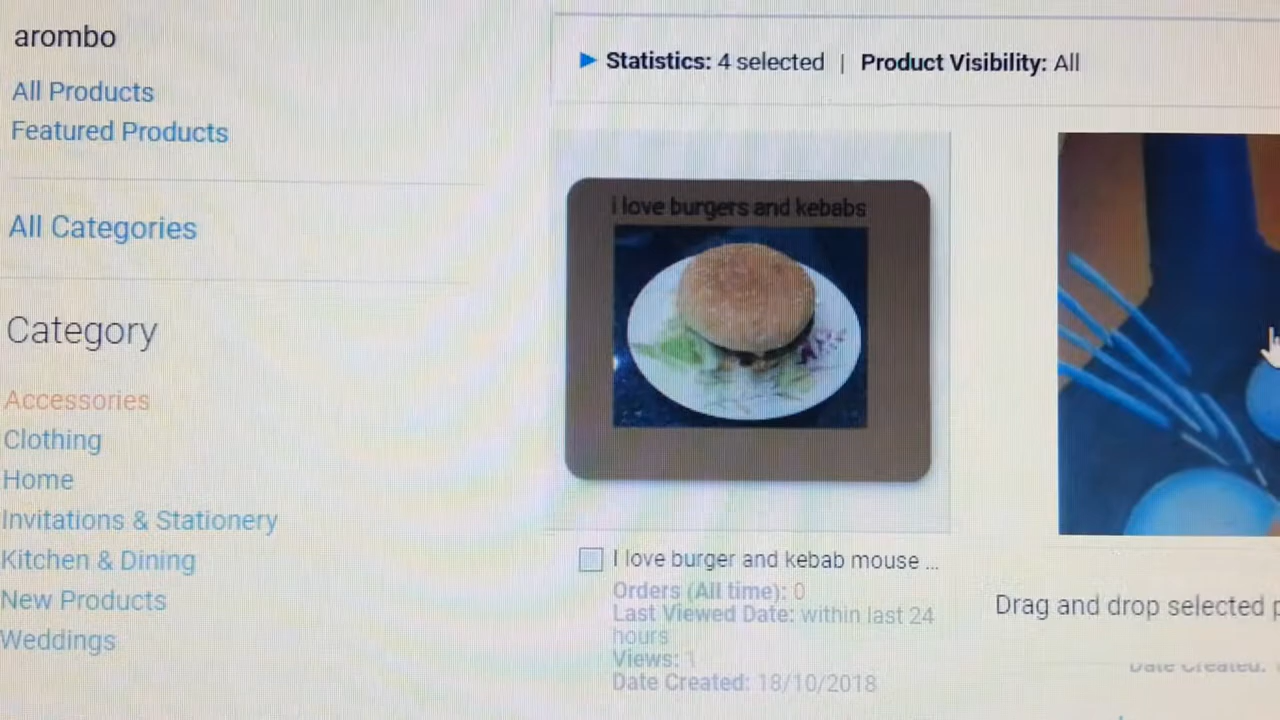 arombo
All Products
Featured Products
All Categories
Category
Accessories
Clothing
Home
Invitations & Stationery
Kitchen & Dining
New Products
Weddings
Statistics: 4 selected | Product Visibility: All
i love burgers and kebabs
I love burger and kebab mouse ...
Orders (All time): 0
Last Viewed Date: within last 24
hours
Views: 1
Date Created: 18/10/2018
Drag and drop selected p
Date Created: